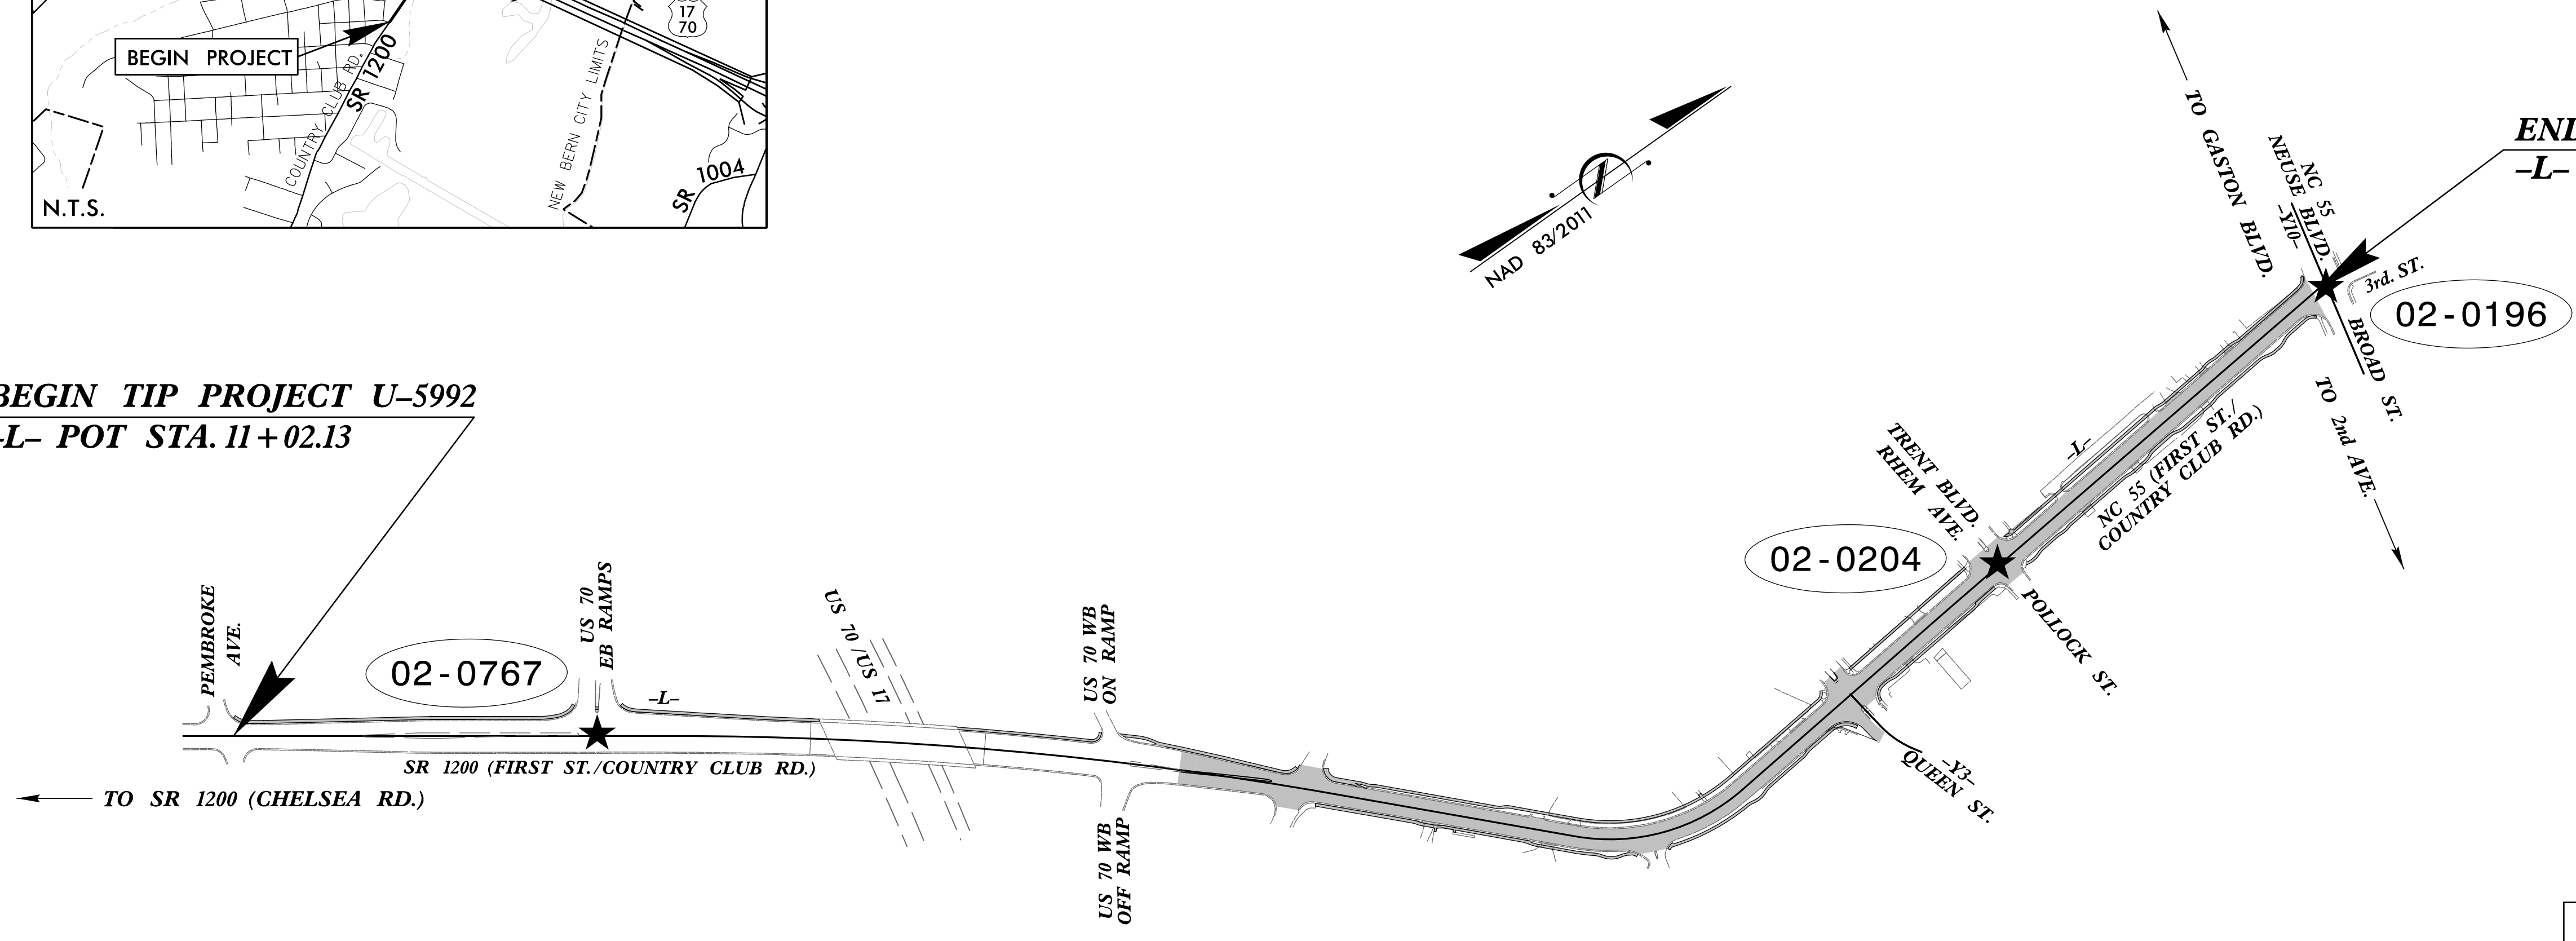 17
70
BEGIN PROJECT
COUNTRY CLUB RD.
SR 1200
NEW BERN CITY LIMITS
SR 1004
N.T.S.
NAD 83/2011
TO GASTON BLVD.
NC 55
NEUSE BLVD.
-Y10-
-L-
3rd. ST.
02-0196
BROAD ST.
TO 2nd AVE.
BEGIN TIP PROJECT U-5992
-L- POT STA. 11+02.13
TRENT BLVD.
RHEM AVE.
-L-
NC 55 (FIRST ST./
COUNTRY CLUB RD.)
02-0204
POLLOCK ST.
PEMBROKE
AVE.
02-0767
US 70
EB RAMPS
-L-
US 70/US 17
US 70 WB
ON RAMP
SR 1200 (FIRST ST./COUNTRY CLUB RD.)
TO SR 1200 (CHELSEA RD.)
US 70 WB
OFF RAMP
-Y3-
QUEEN ST.